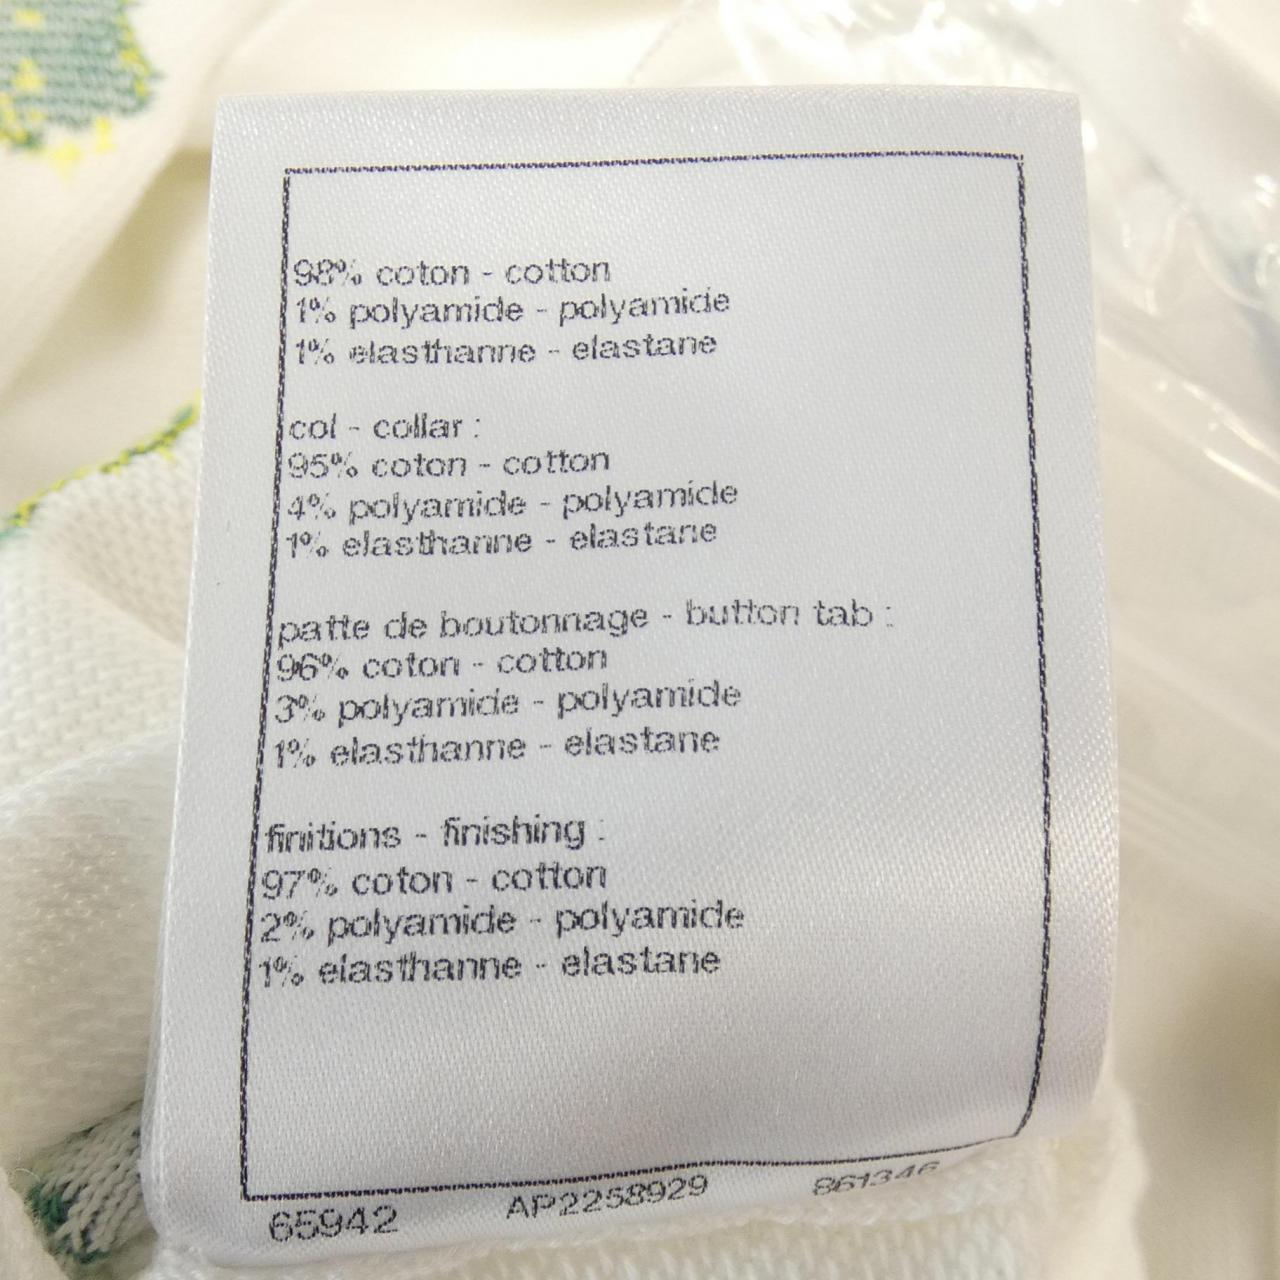 98% coton - cotton
1% polyamide - polyamide
1% elasthanne - elastane
col - collar :
95% coton - cotton
4% polyamide - polyamide
1% elasthanne - elastane
patte de boutonnage - button tab :
96% coton - cotton
3% polyamide - polyamide
1% elasthanne - elastane
finitions - finishing :
97% coton - cotton
2% polyamide - polyamide
1% elasthanne - elastane
65942 AP2258929 861346